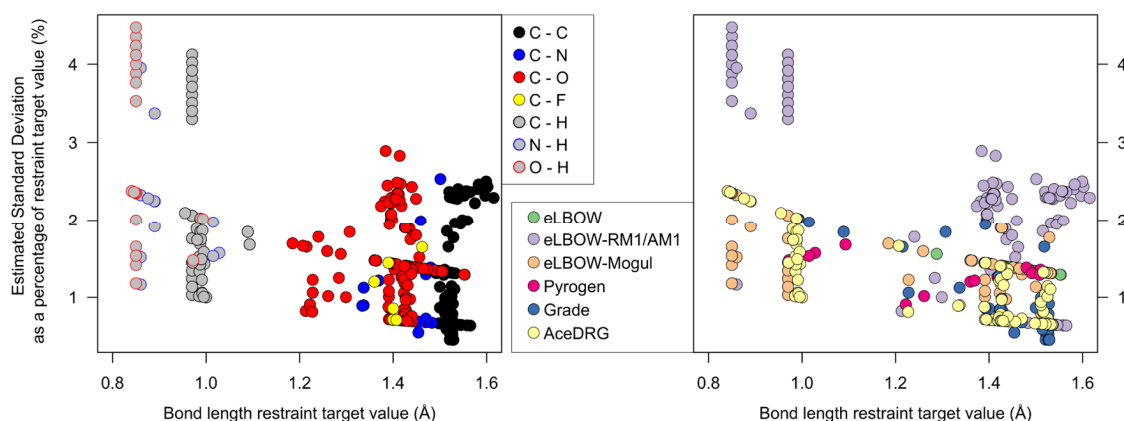 Estimated Standard Deviation
as a percentage of restraint target value (%)
4
3
2
1
0.8
1.0
1.2
1.4
1.6
Bond length restraint target value (Å)
C - C
C - N
C - O
C - F
C - H
N - H
O - H
eLBOW
eLBOW-RM1/AM1
eLBOW-Mogul
Pyrogen
Grade
AceDRG
4
3
2
1
0.8
1.0
1.2
1.4
1.6
Bond length restraint target value (Å)